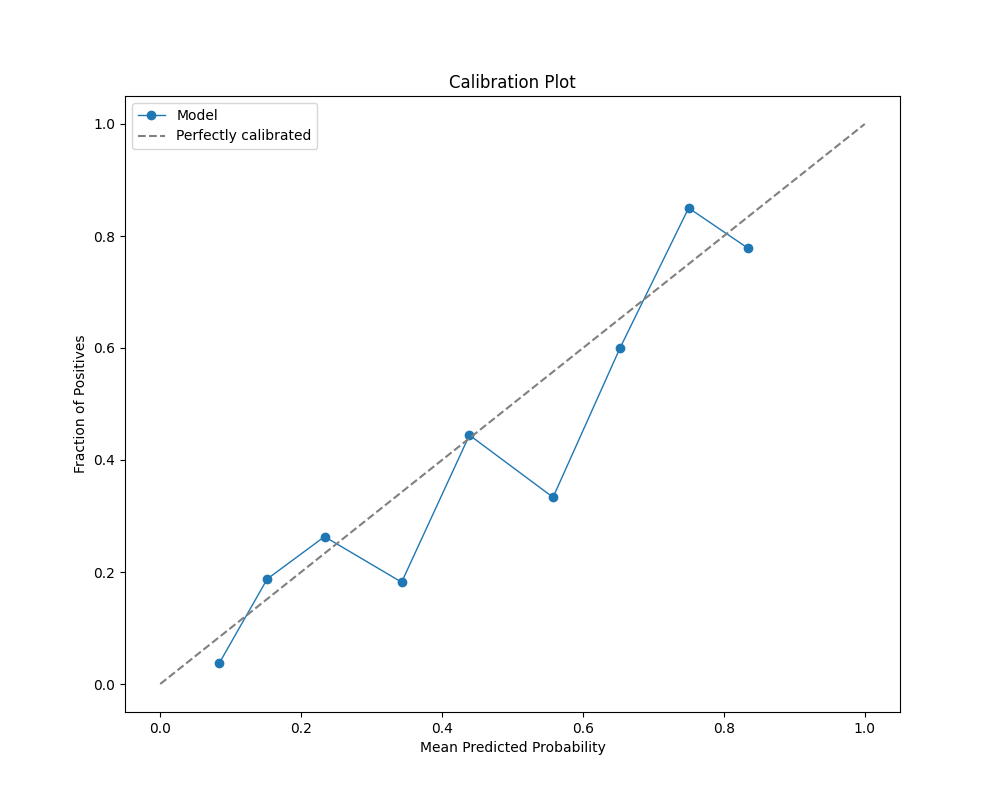 Calibration Plot
Model
Perfectly calibrated
1.0
0.8
0.6
0.4
0.2
0.0
Fraction of Positives
0.0 0.2 0.4 0.6 0.8 1.0
Mean Predicted Probability